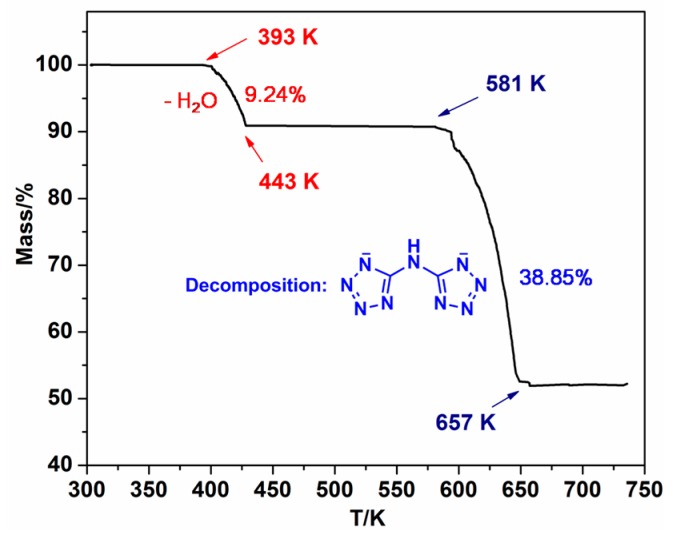 393 K
- H2O
9.24%
581 K
443 K
Decomposition:
H
N
N
N
N
N
N
N
N
N
38.85%
657 K
Mass/%
100
90
80
70
60
50
40
300
350
400
450
500
550
600
650
700
750
T/K